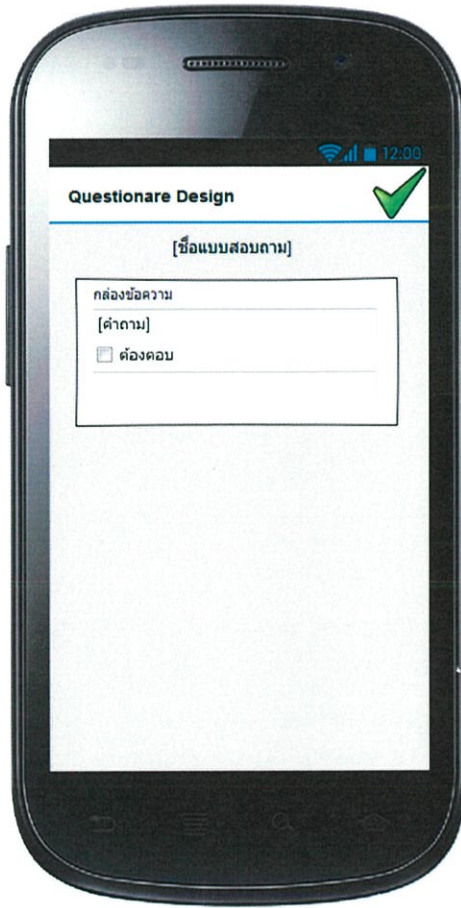 12:00
Questionare Design
[ชื่อแบบสอบถาม]
กล่องข้อความ
[คำถาม]
ต้องตอบ